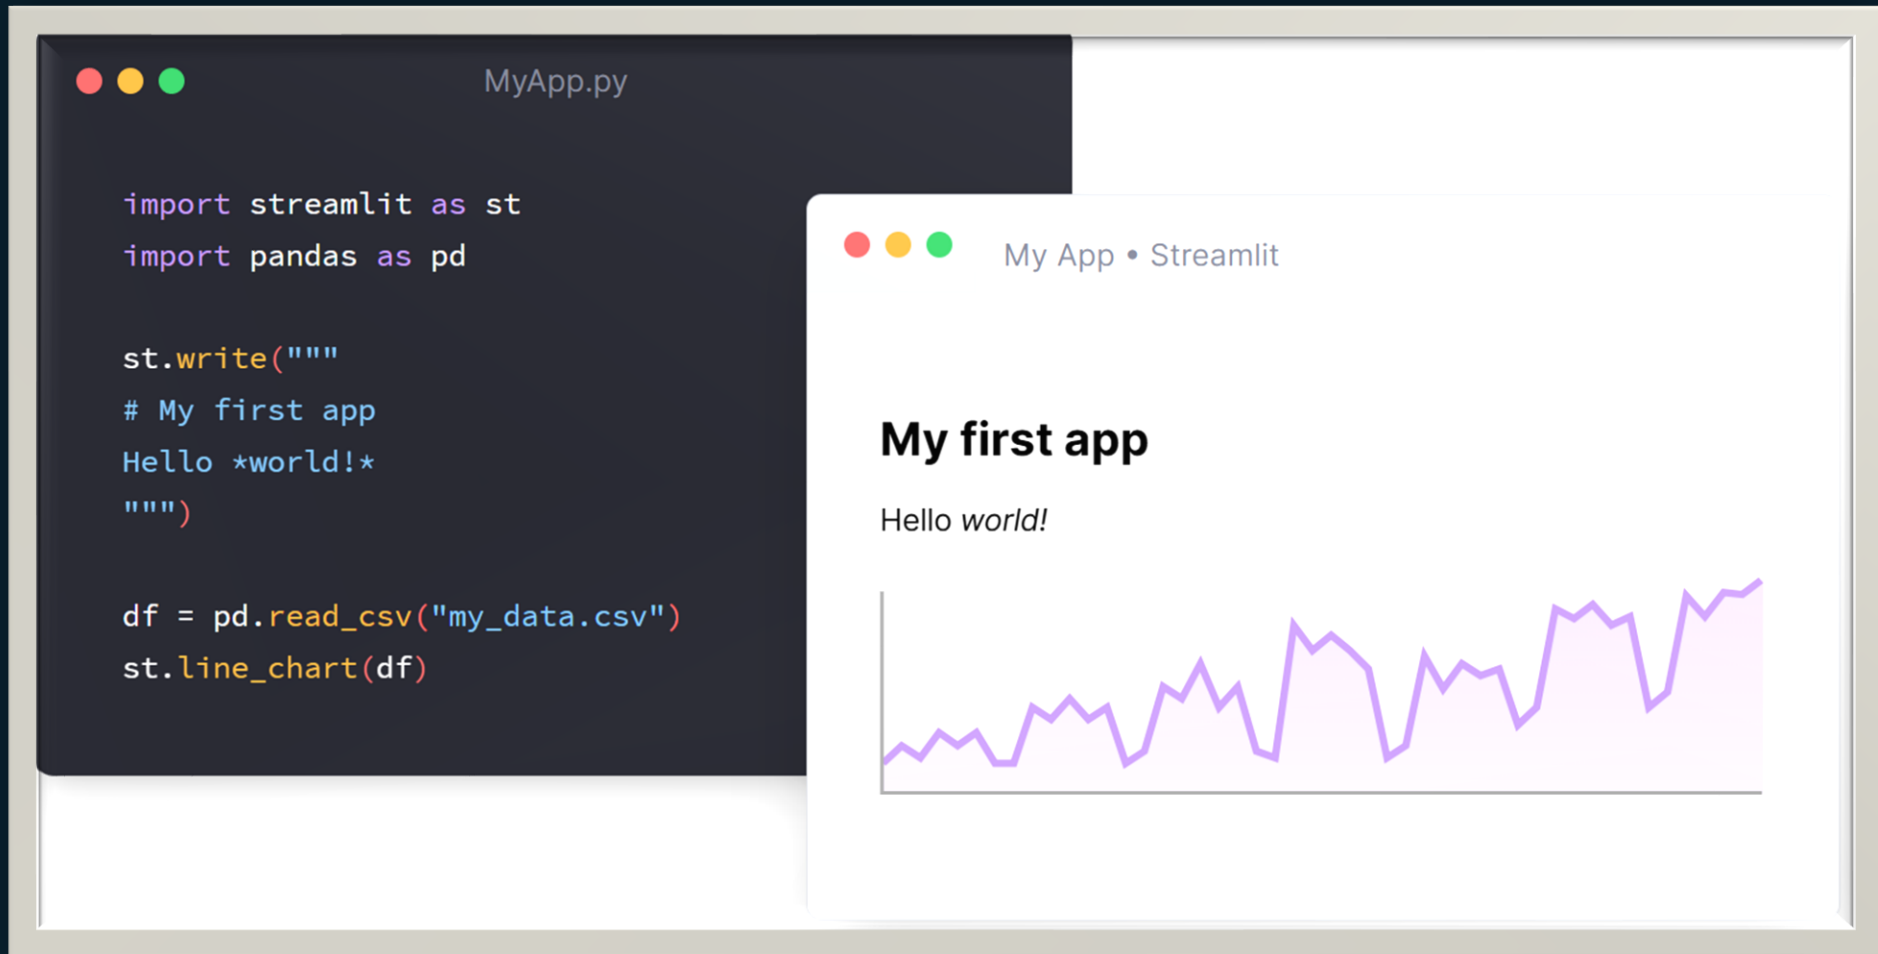 MyApp.py
import streamlit as st
import pandas as pd
st.write("""
# My first app
Hello *world!*
""")
df = pd.read_csv("my_data.csv")
st.line_chart(df)
My App • Streamlit
My first app
Hello world!